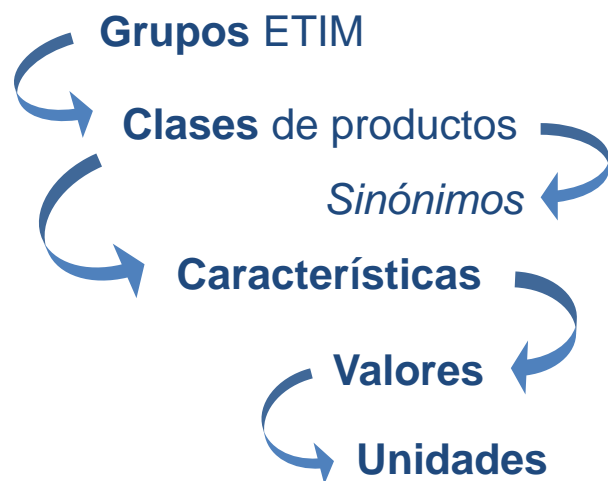 Grupos ETIM
Clases de productos
Sinónimos
Características
Valores
Unidades